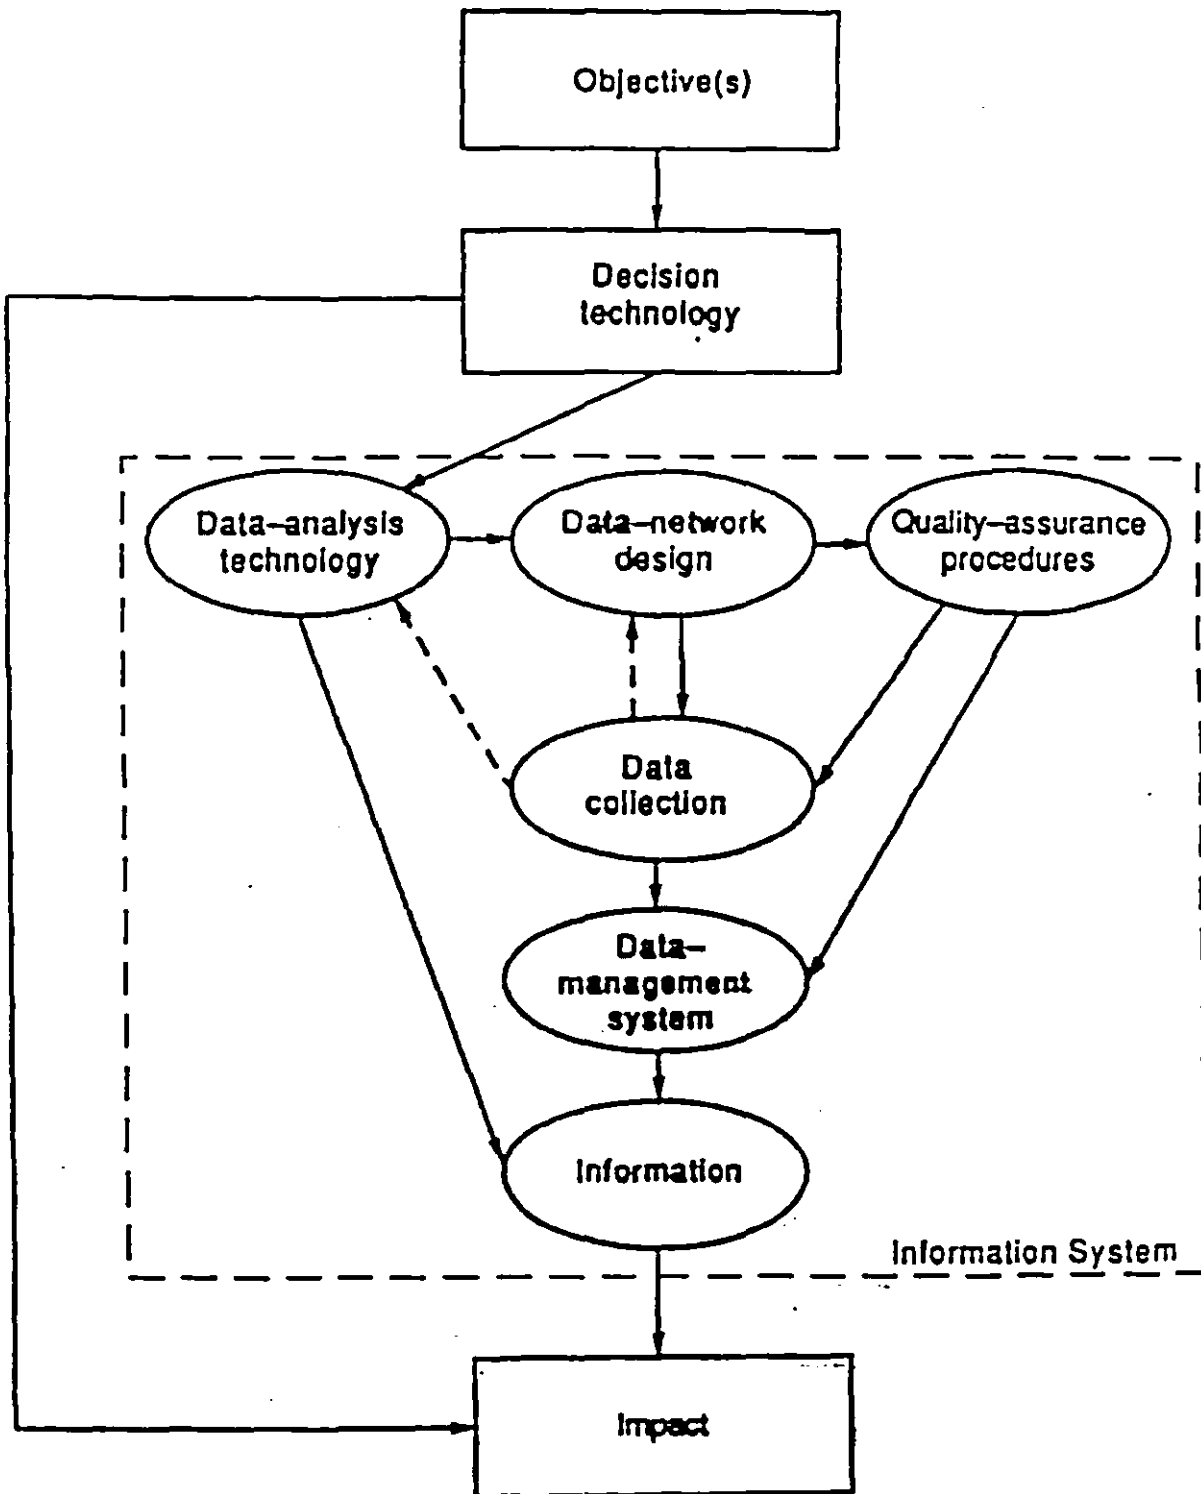 Objective(s)
Decision
technology
Data–analysis
technology
Data–network
design
Quality–assurance
procedures
Data
collection
Data–
management
system
Information
Information System
Impact